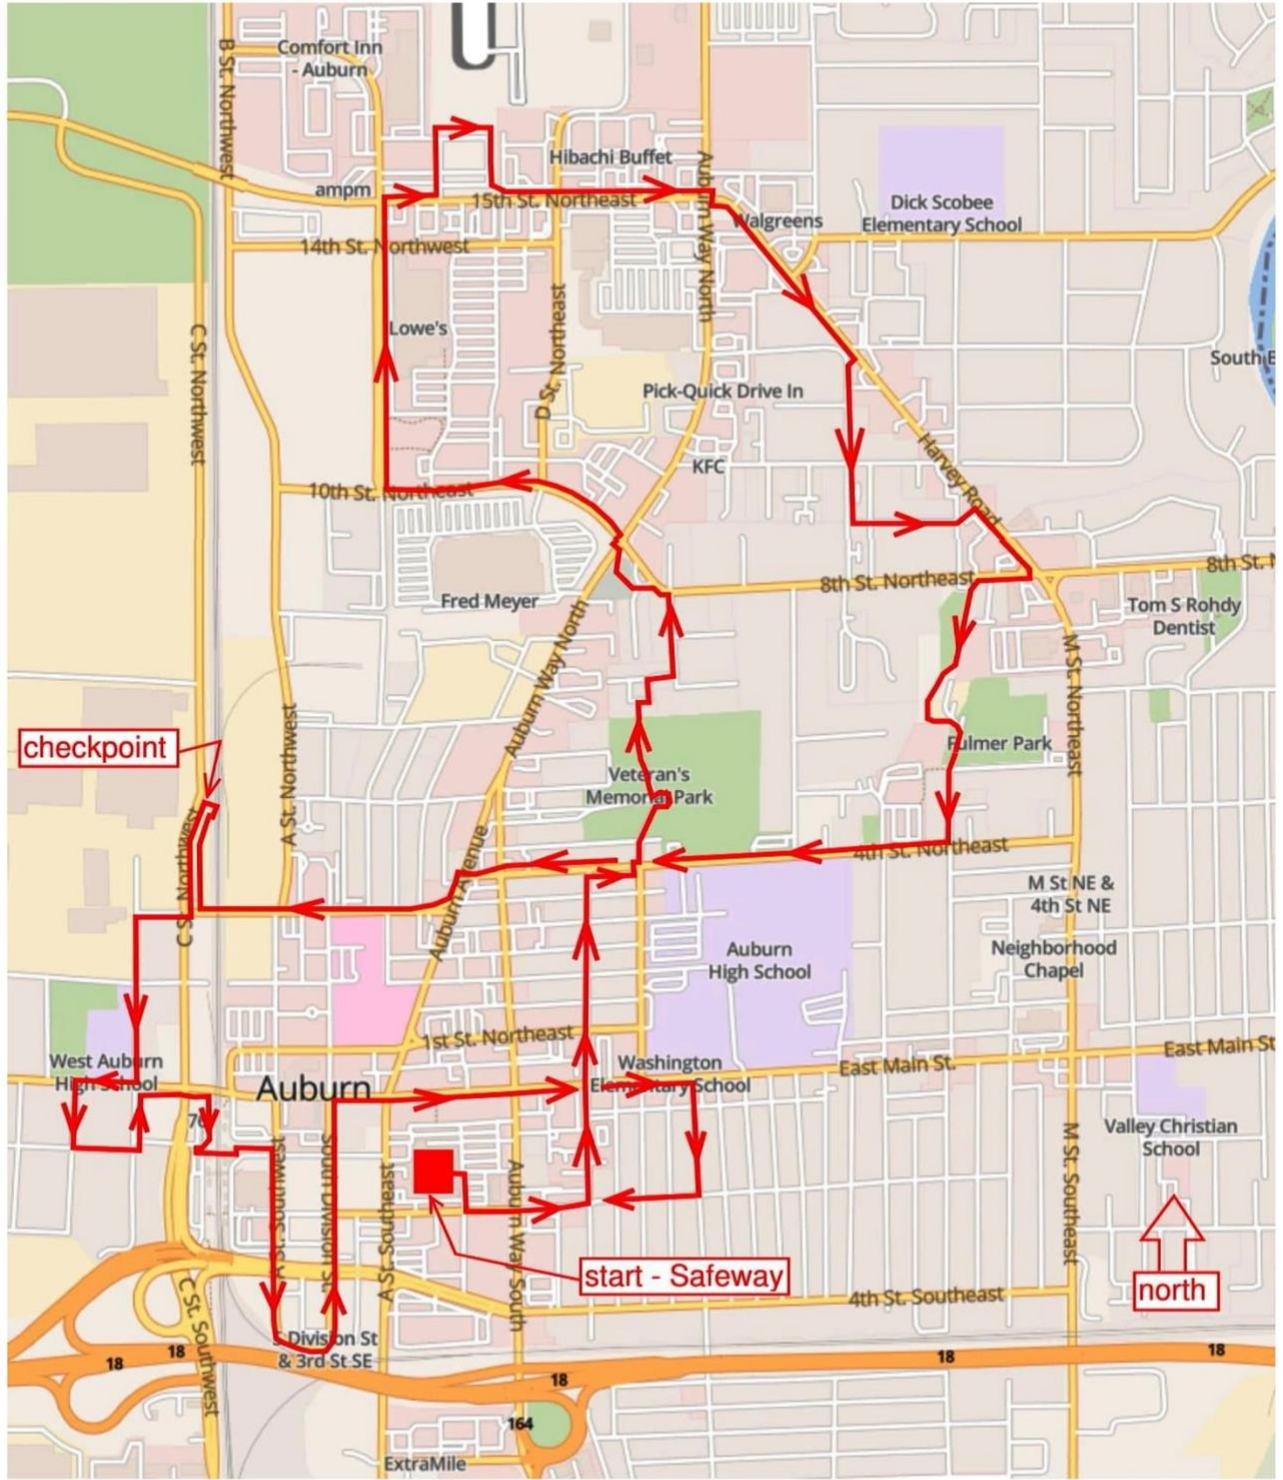 Comfort Inn
- Auburn
B St. Northwest
Hibachi Buffet
ampm
15th St. Northeast
Auburn Way North
Walgreens
Dick Scobee
Elementary School
14th St. Northwest
Lowe's
C St. Northwest
D St. Northeast
South E
Pick-Quick Drive In
KFC
Harvey Road
10th St. Northeast
8th St. Northeast
8th St. N
Fred Meyer
Tom S Rohdy
Dentist
Auburn Way North
M St. Northeast
checkpoint
A St. Northwest
Fulmer Park
Veteran's
Memorial Park
C St. Northwest
Auburn Avenue
4th St. Northeast
M St NE &
4th St NE
Auburn
High School
Neighborhood
Chapel
1st St. Northeast
West Auburn
High School
Washington
Elementary School
East Main St.
East Main St
Auburn
76
Valley Christian
School
A St. Southwest
South Division St.
A St. Southeast
Auburn Way South
M St. Southeast
start - Safeway
north
C St. Southwest
4th St. Southeast
S Division St
& 3rd St SE
18
18
18
18
18
164
ExtraMile